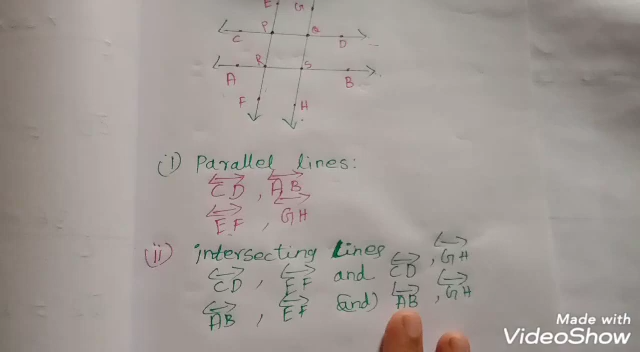 E G
C P Q D
A R S B
F H
(i) Parallel lines:
CD , AB
EF , GH
(ii) intersecting Lines
CD , EF and CD , GH
AB , EF (and) AB , GH
Made with
VideoShow